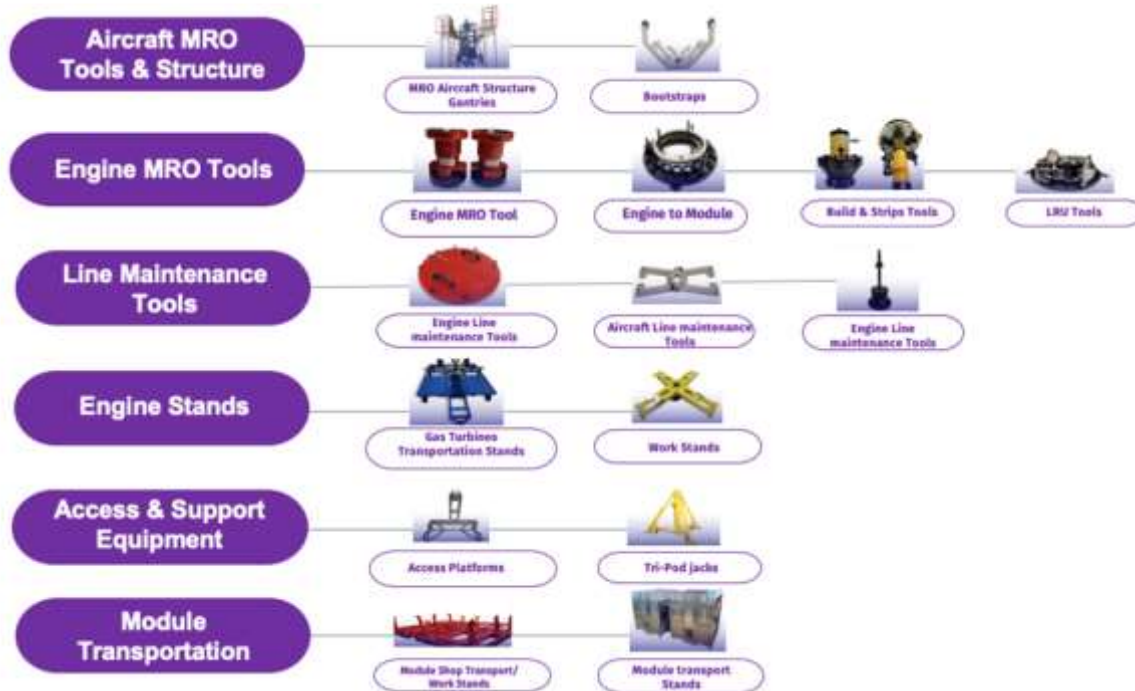 Aircraft MRO
Tools & Structure
MRO Aircraft Structure
Gantries
Bootstraps
Engine MRO Tools
Engine MRO Tool
Engine to Module
Build & Strips Tools
LRU Tools
Line Maintenance
Tools
Engine Line
maintenance Tools
Aircraft Line maintenance
Tools
Engine Line
maintenance Tools
Engine Stands
Gas Turbines
Transportation Stands
Work Stands
Access & Support
Equipment
Access Platforms
Tri-Pod jacks
Module
Transportation
Module Shop Transport/
Work Stands
Module transport
Stands